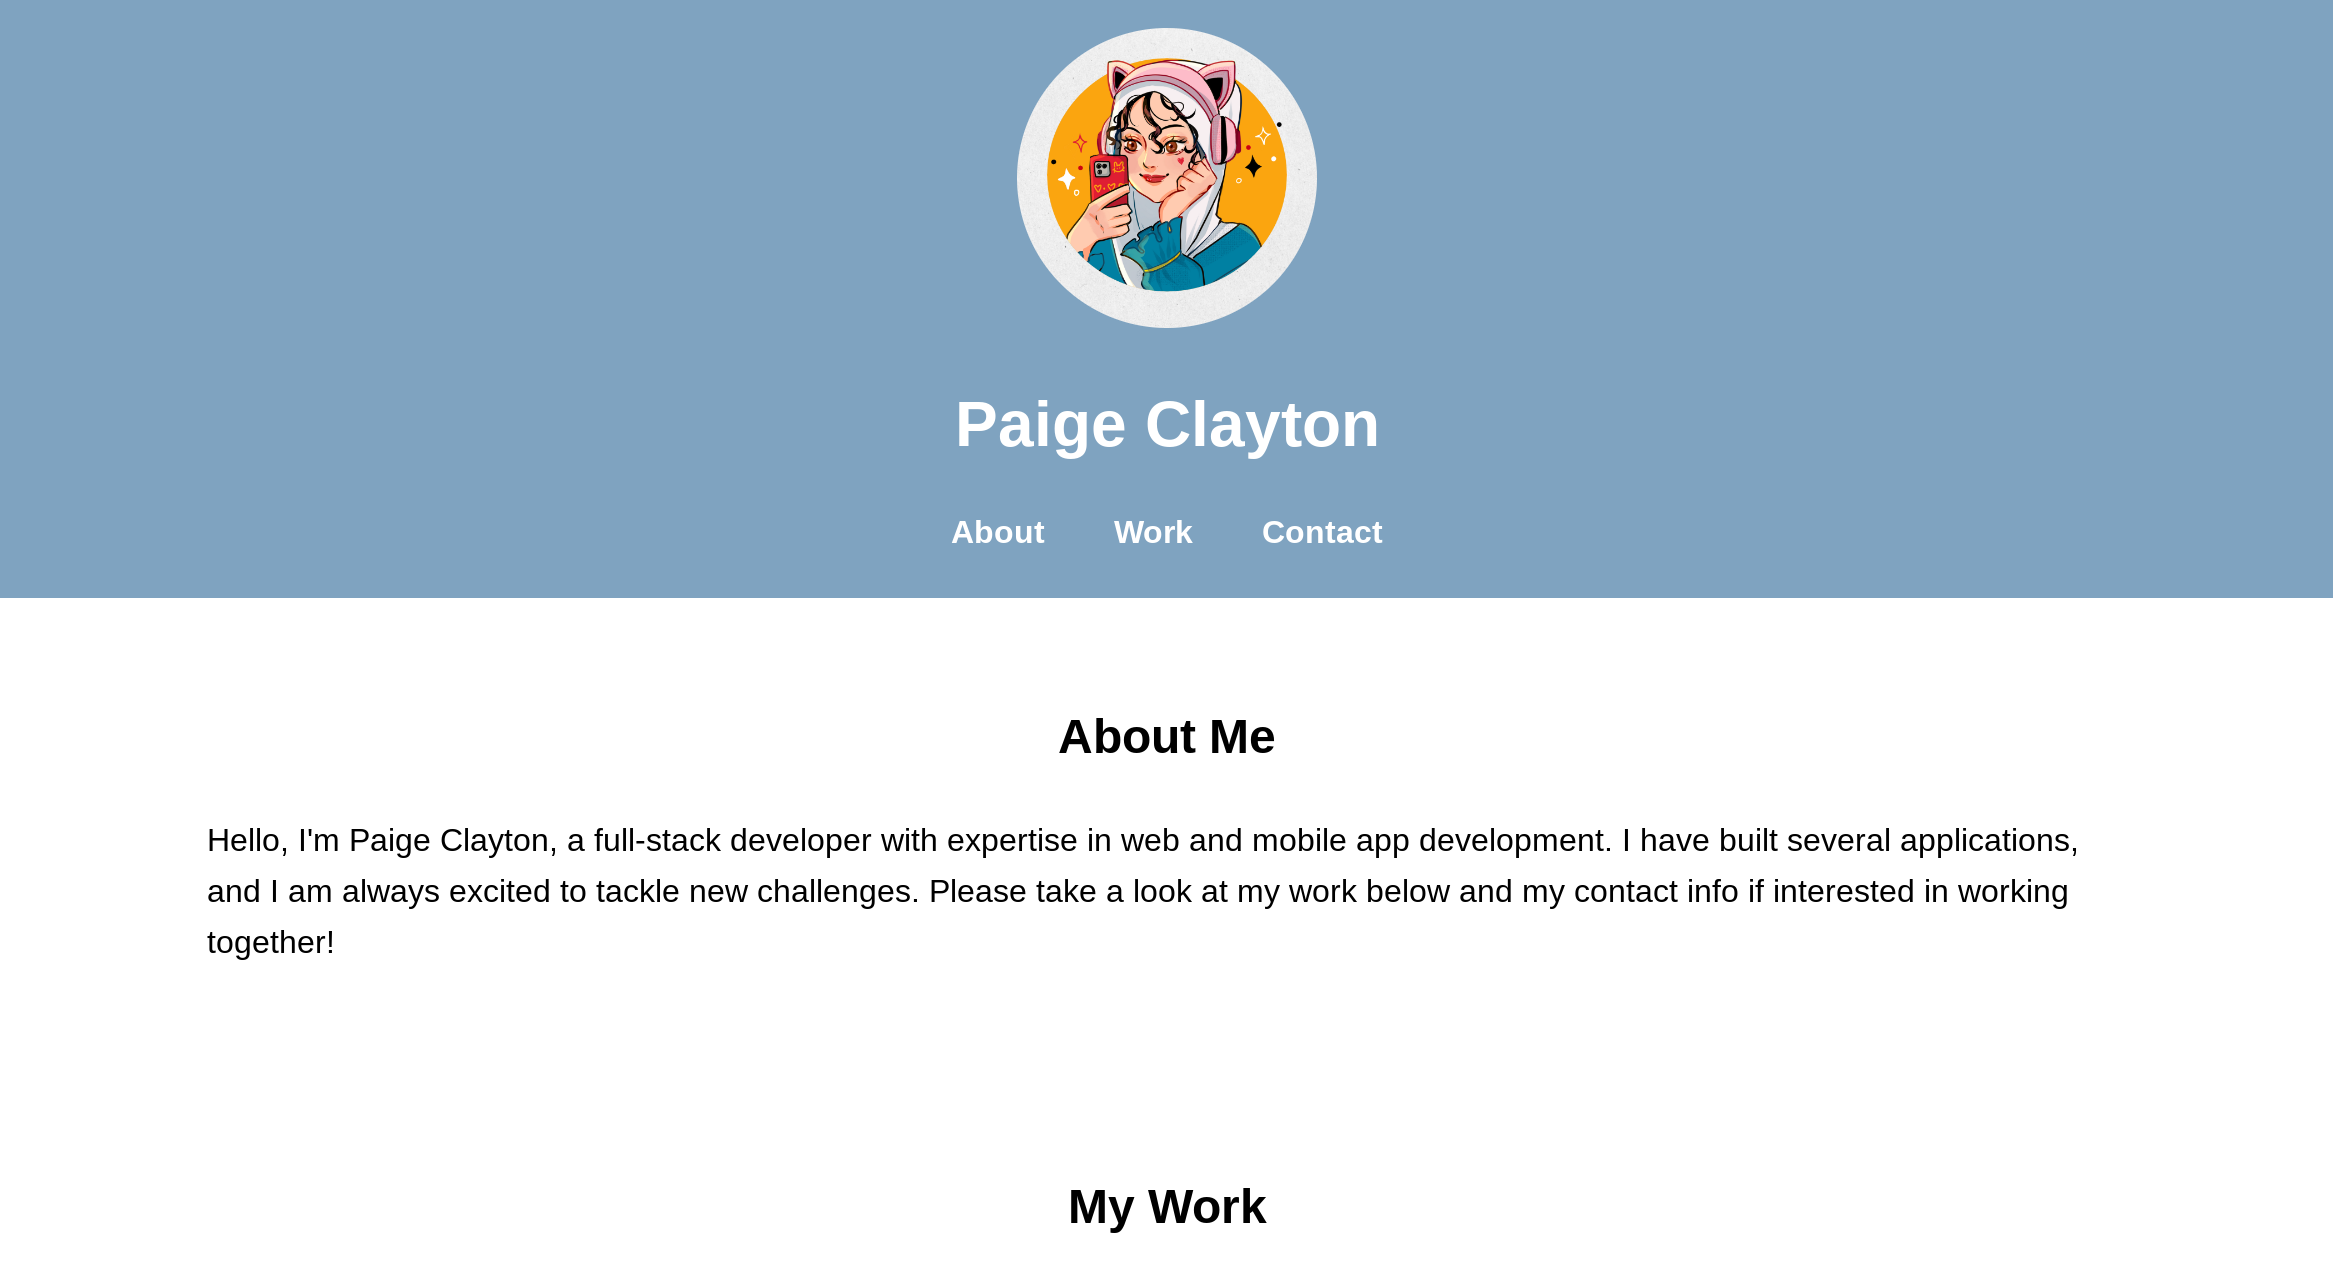 Paige Clayton
About Work Contact
About Me
Hello, I'm Paige Clayton, a full-stack developer with expertise in web and mobile app development. I have built several applications,
and I am always excited to tackle new challenges. Please take a look at my work below and my contact info if interested in working
together!
My Work